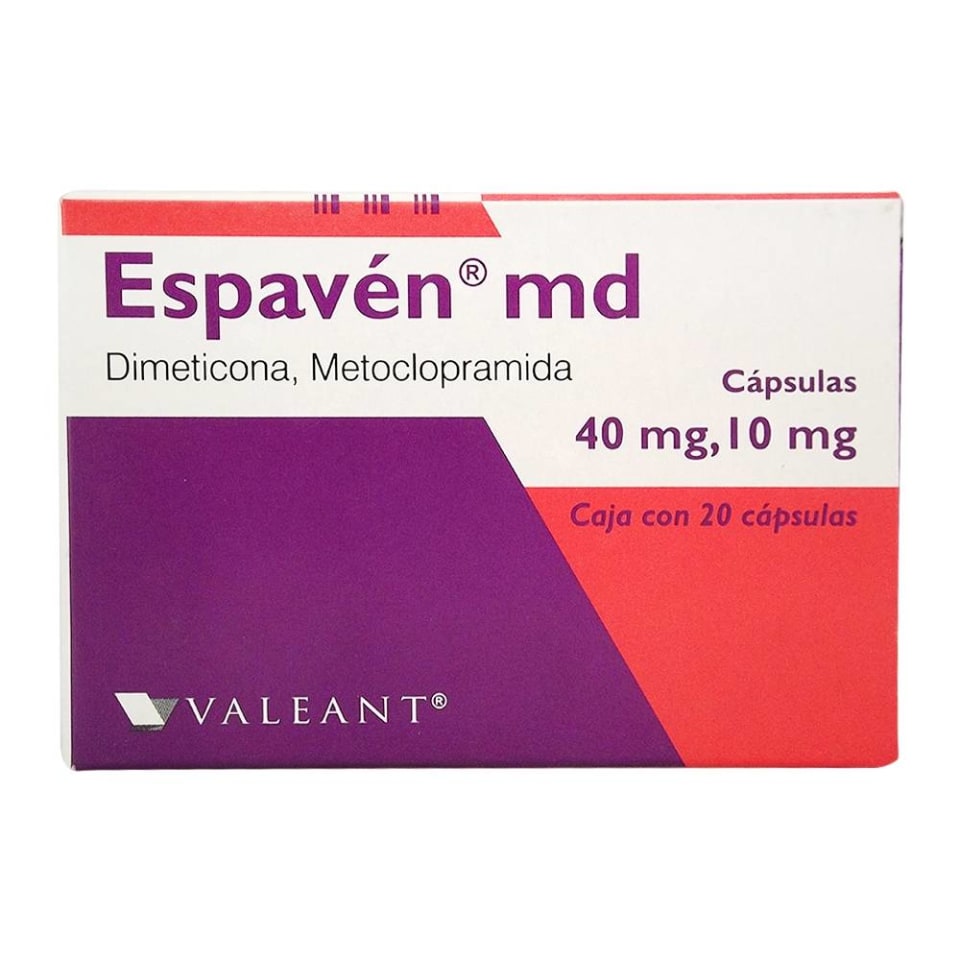 Espavén® md
Dimeticona, Metoclopramida
Cápsulas
40 mg, 10 mg
Caja con 20 cápsulas
VALEANT®